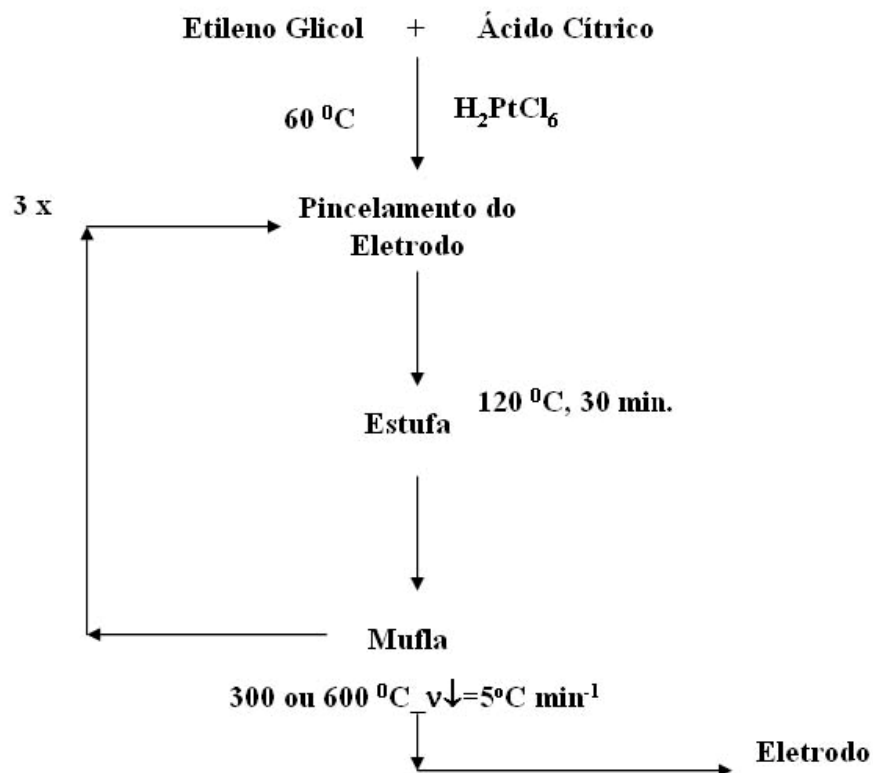 Etileno Glicol + Ácido Cítrico
60 ⁰C
H₂PtCl₆
3 x
Pincelamento do
Eletrodo
120 ⁰C, 30 min.
Estufa
Mufla
300 ou 600 ⁰C_ν↓=5ºC min⁻¹
Eletrodo